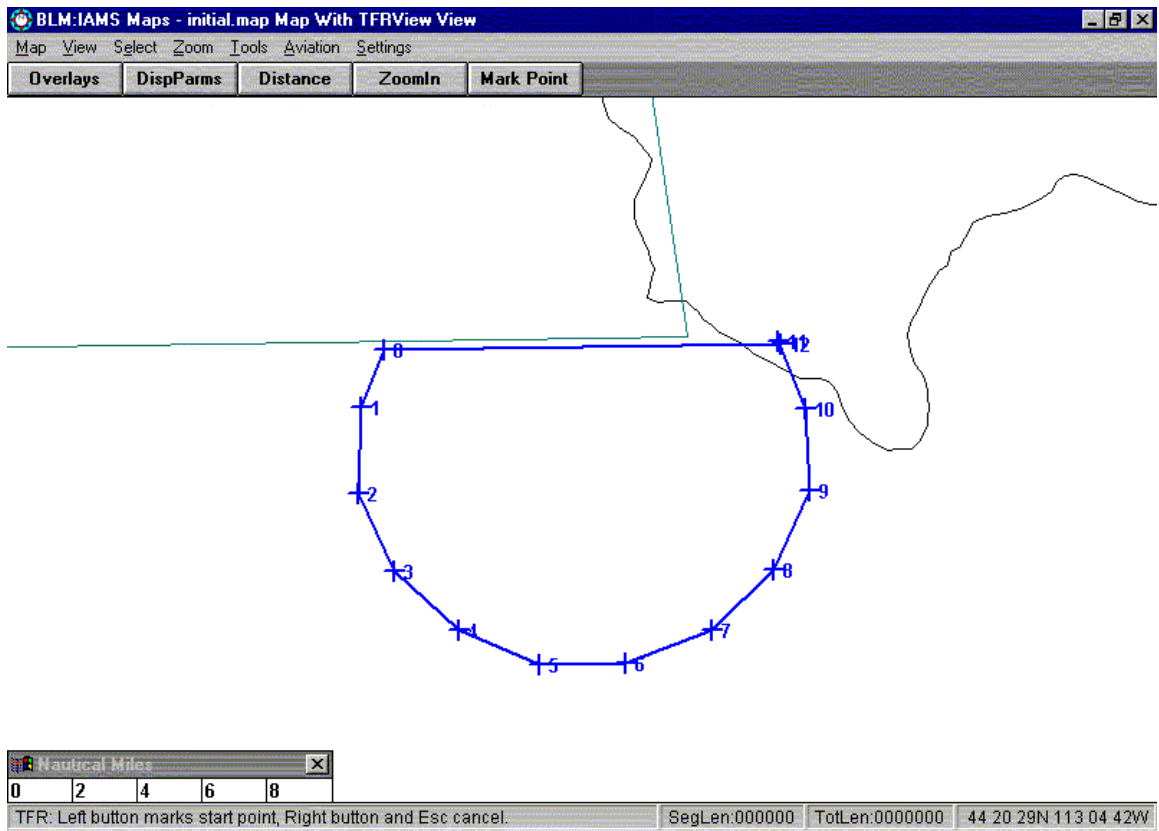 BLM:IAMS Maps - initial.map Map With TFRView View
Map View Select Zoom Tools Aviation Settings
Overlays DispParms Distance ZoomIn Mark Point
0
11
12
1
10
2
9
3
8
4
7
5
6
Nautical Miles
0 2 4 6 8
TFR: Left button marks start point, Right button and Esc cancel. SegLen:000000 TotLen:0000000 44 20 29N 113 04 42W